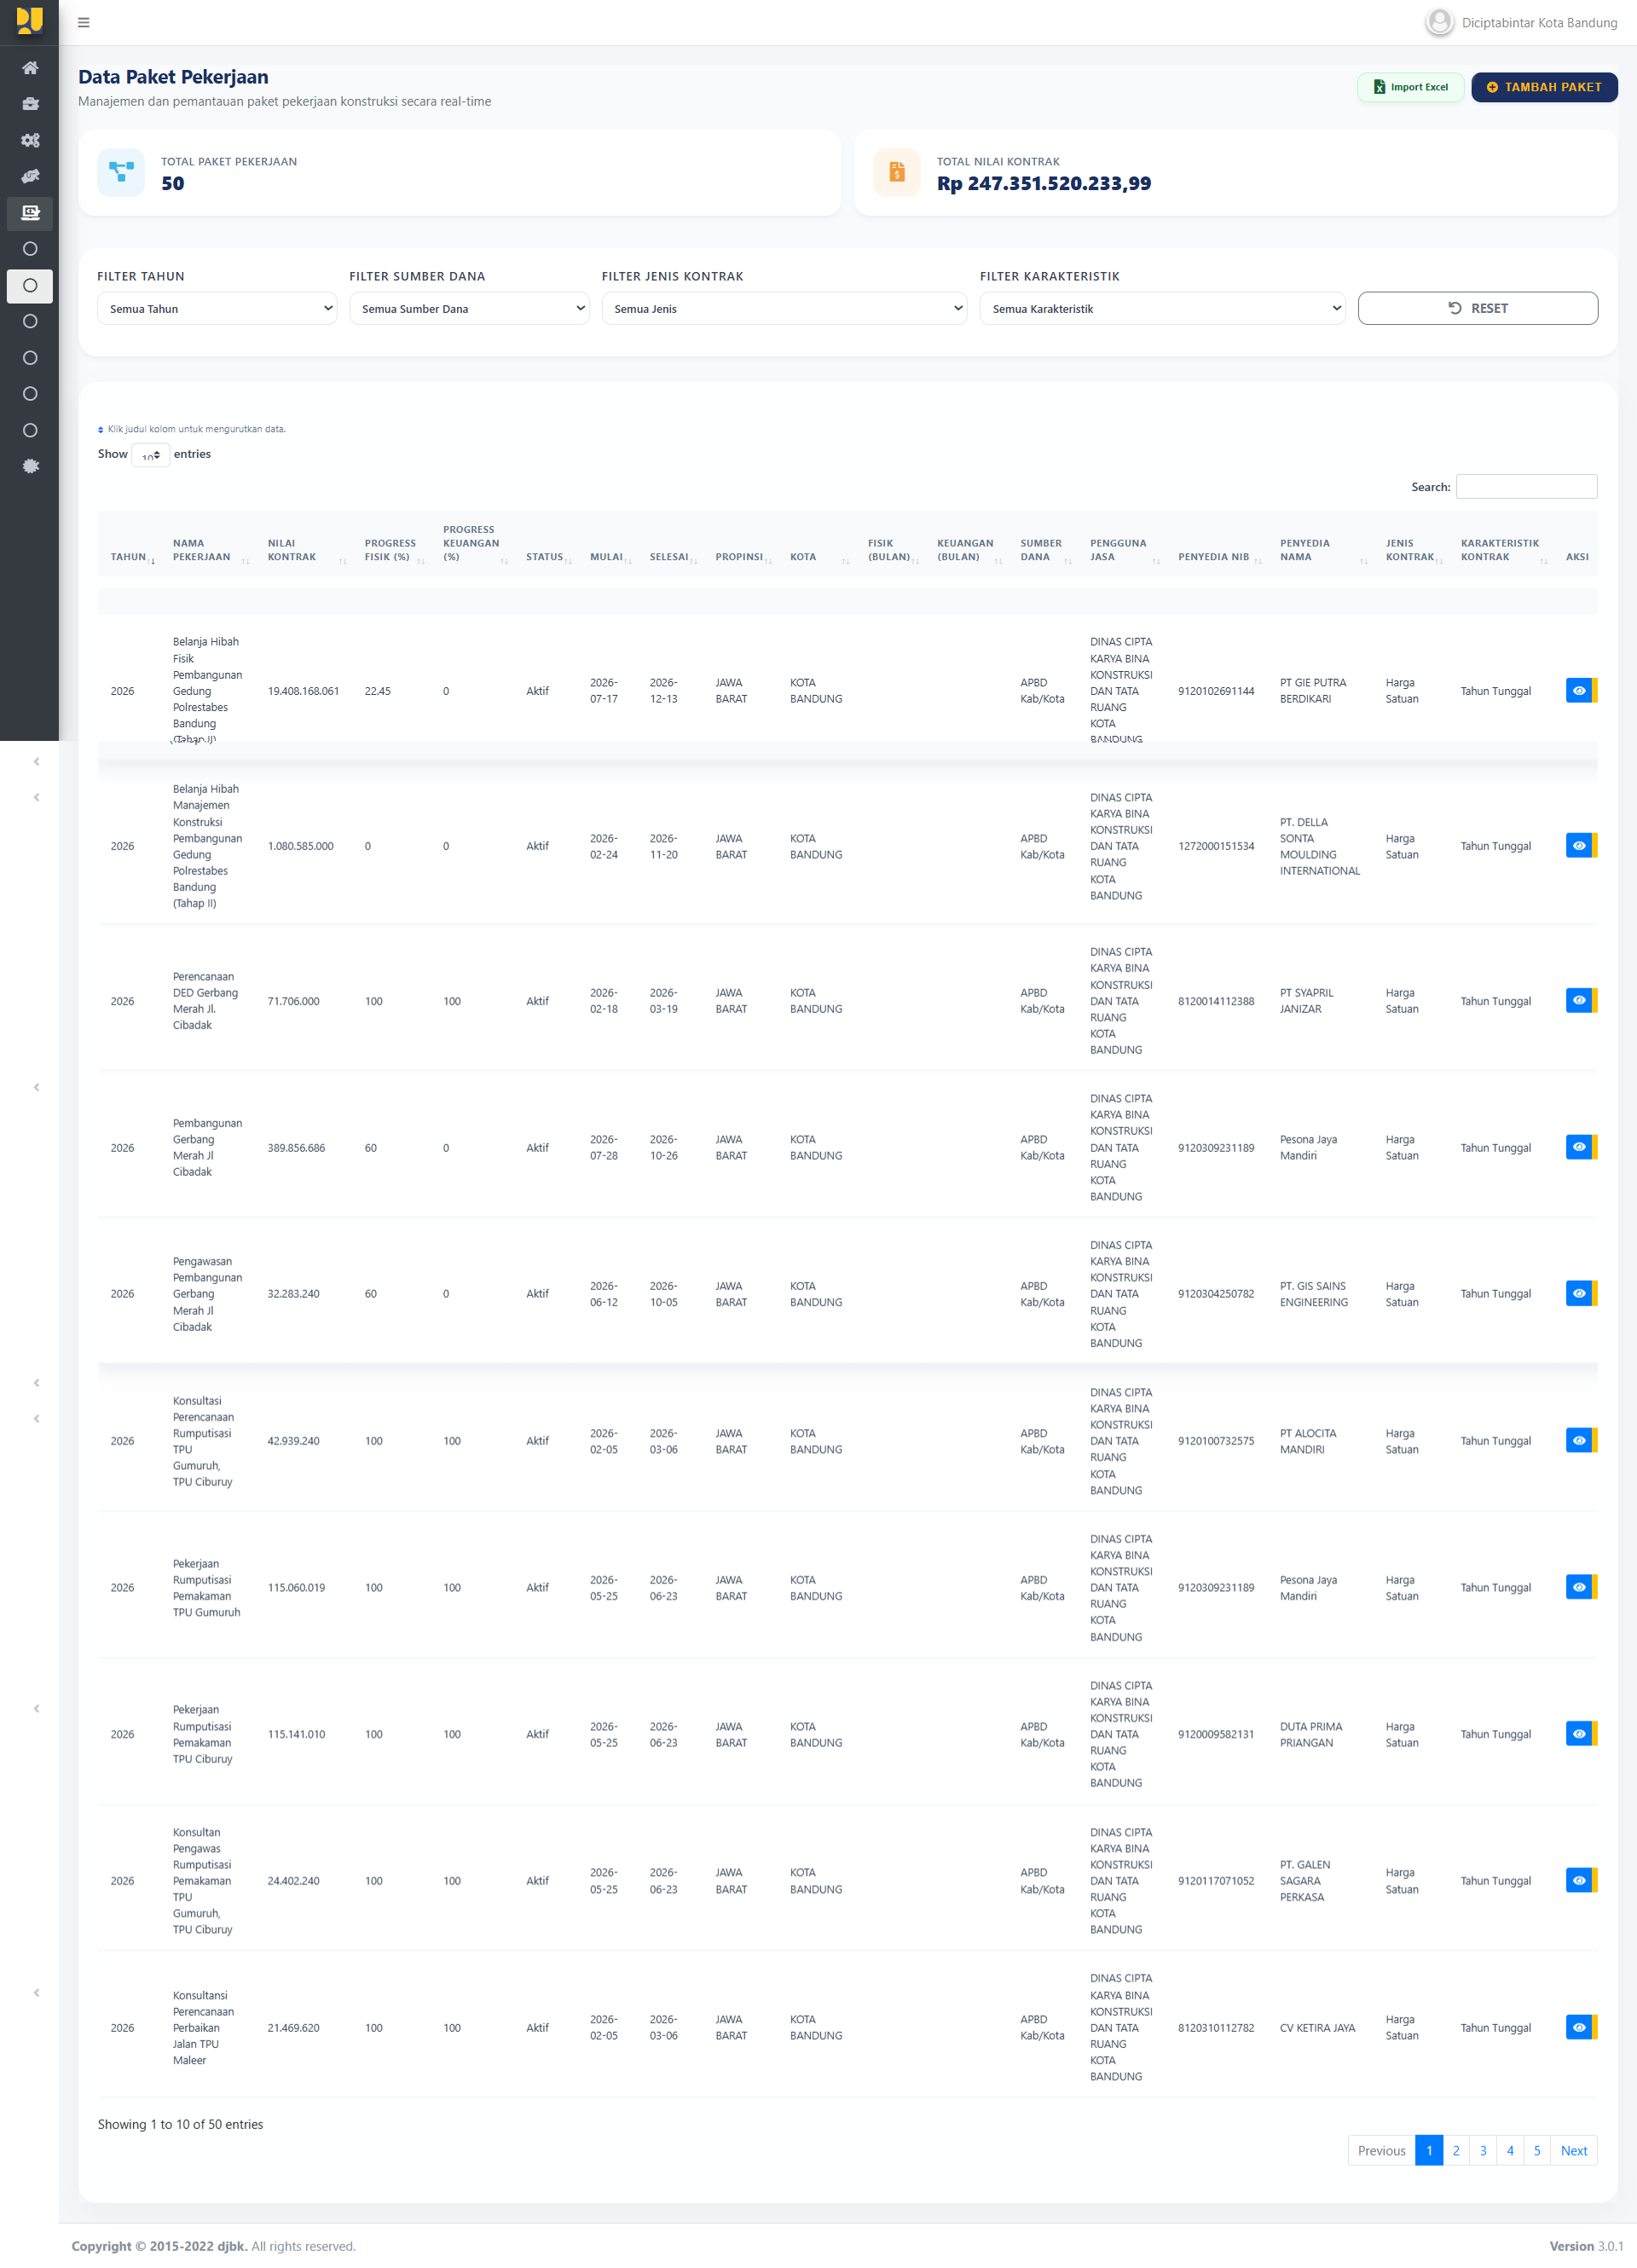 Diciptabintar Kota Bandung
Data Paket Pekerjaan
Manajemen dan pemantauan paket pekerjaan konstruksi secara real-time
Import Excel
TAMBAH PAKET
TOTAL PAKET PEKERJAAN
50
TOTAL NILAI KONTRAK
Rp 247.351.520.233,99
FILTER TAHUN
Semua Tahun
FILTER SUMBER DANA
Semua Sumber Dana
FILTER JENIS KONTRAK
Semua Jenis
FILTER KARAKTERISTIK
Semua Karakteristik
RESET
Klik judul kolom untuk mengurutkan data.
Show 10 entries
Search:
TAHUN
NAMA
PEKERJAAN
NILAI
KONTRAK
PROGRESS
FISIK (%)
PROGRESS
KEUANGAN
(%)
STATUS
MULAI
SELESAI
PROPINSI
KOTA
FISIK
(BULAN)
KEUANGAN
(BULAN)
SUMBER
DANA
PENGGUNA
JASA
PENYEDIA NIB
PENYEDIA
NAMA
JENIS
KONTRAK
KARAKTERISTIK
KONTRAK
AKSI
2026
Belanja Hibah
Fisik
Pembangunan
Gedung
Polrestabes
Bandung
(Tahap II)
19.408.168.061
22.45
0
Aktif
2026-
07-17
2026-
12-13
JAWA
BARAT
KOTA
BANDUNG
APBD
Kab/Kota
DINAS CIPTA
KARYA BINA
KONSTRUKSI
DAN TATA
RUANG
KOTA
BANDUNG
9120102691144
PT GIE PUTRA
BERDIKARI
Harga
Satuan
Tahun Tunggal
2026
Belanja Hibah
Manajemen
Konstruksi
Pembangunan
Gedung
Polrestabes
Bandung
(Tahap II)
1.080.585.000
0
0
Aktif
2026-
02-24
2026-
11-20
JAWA
BARAT
KOTA
BANDUNG
APBD
Kab/Kota
DINAS CIPTA
KARYA BINA
KONSTRUKSI
DAN TATA
RUANG
KOTA
BANDUNG
1272000151534
PT. DELLA
SONTA
MOULDING
INTERNATIONAL
Harga
Satuan
Tahun Tunggal
2026
Perencanaan
DED Gerbang
Merah Jl.
Cibadak
71.706.000
100
100
Aktif
2026-
02-18
2026-
03-19
JAWA
BARAT
KOTA
BANDUNG
APBD
Kab/Kota
DINAS CIPTA
KARYA BINA
KONSTRUKSI
DAN TATA
RUANG
KOTA
BANDUNG
8120014112388
PT SYAPRIL
JANIZAR
Harga
Satuan
Tahun Tunggal
2026
Pembangunan
Gerbang
Merah Jl
Cibadak
389.856.686
60
0
Aktif
2026-
07-28
2026-
10-26
JAWA
BARAT
KOTA
BANDUNG
APBD
Kab/Kota
DINAS CIPTA
KARYA BINA
KONSTRUKSI
DAN TATA
RUANG
KOTA
BANDUNG
9120309231189
Pesona Jaya
Mandiri
Harga
Satuan
Tahun Tunggal
2026
Pengawasan
Pembangunan
Gerbang
Merah Jl
Cibadak
32.283.240
60
0
Aktif
2026-
06-12
2026-
10-05
JAWA
BARAT
KOTA
BANDUNG
APBD
Kab/Kota
DINAS CIPTA
KARYA BINA
KONSTRUKSI
DAN TATA
RUANG
KOTA
BANDUNG
9120304250782
PT. GIS SAINS
ENGINEERING
Harga
Satuan
Tahun Tunggal
2026
Konsultasi
Perencanaan
Rumputisasi
TPU
Gumuruh,
TPU Ciburuy
42.939.240
100
100
Aktif
2026-
02-05
2026-
03-06
JAWA
BARAT
KOTA
BANDUNG
APBD
Kab/Kota
DINAS CIPTA
KARYA BINA
KONSTRUKSI
DAN TATA
RUANG
KOTA
BANDUNG
9120100732575
PT ALOCITA
MANDIRI
Harga
Satuan
Tahun Tunggal
2026
Pekerjaan
Rumputisasi
Pemakaman
TPU Gumuruh
115.060.019
100
100
Aktif
2026-
05-25
2026-
06-23
JAWA
BARAT
KOTA
BANDUNG
APBD
Kab/Kota
DINAS CIPTA
KARYA BINA
KONSTRUKSI
DAN TATA
RUANG
KOTA
BANDUNG
9120309231189
Pesona Jaya
Mandiri
Harga
Satuan
Tahun Tunggal
2026
Pekerjaan
Rumputisasi
Pemakaman
TPU Ciburuy
115.141.010
100
100
Aktif
2026-
05-25
2026-
06-23
JAWA
BARAT
KOTA
BANDUNG
APBD
Kab/Kota
DINAS CIPTA
KARYA BINA
KONSTRUKSI
DAN TATA
RUANG
KOTA
BANDUNG
9120009582131
DUTA PRIMA
PRIANGAN
Harga
Satuan
Tahun Tunggal
2026
Konsultan
Pengawas
Rumputisasi
Pemakaman
TPU
Gumuruh,
TPU Ciburuy
24.402.240
100
100
Aktif
2026-
05-25
2026-
06-23
JAWA
BARAT
KOTA
BANDUNG
APBD
Kab/Kota
DINAS CIPTA
KARYA BINA
KONSTRUKSI
DAN TATA
RUANG
KOTA
BANDUNG
9120117071052
PT. GALEN
SAGARA
PERKASA
Harga
Satuan
Tahun Tunggal
2026
Konsultansi
Perencanaan
Perbaikan
Jalan TPU
Maleer
21.469.620
100
100
Aktif
2026-
02-05
2026-
03-06
JAWA
BARAT
KOTA
BANDUNG
APBD
Kab/Kota
DINAS CIPTA
KARYA BINA
KONSTRUKSI
DAN TATA
RUANG
KOTA
BANDUNG
8120310112782
CV KETIRA JAYA
Harga
Satuan
Tahun Tunggal
Showing 1 to 10 of 50 entries
Previous 1 2 3 4 5 Next
Copyright © 2015-2022 djbk. All rights reserved.
Version 3.0.1